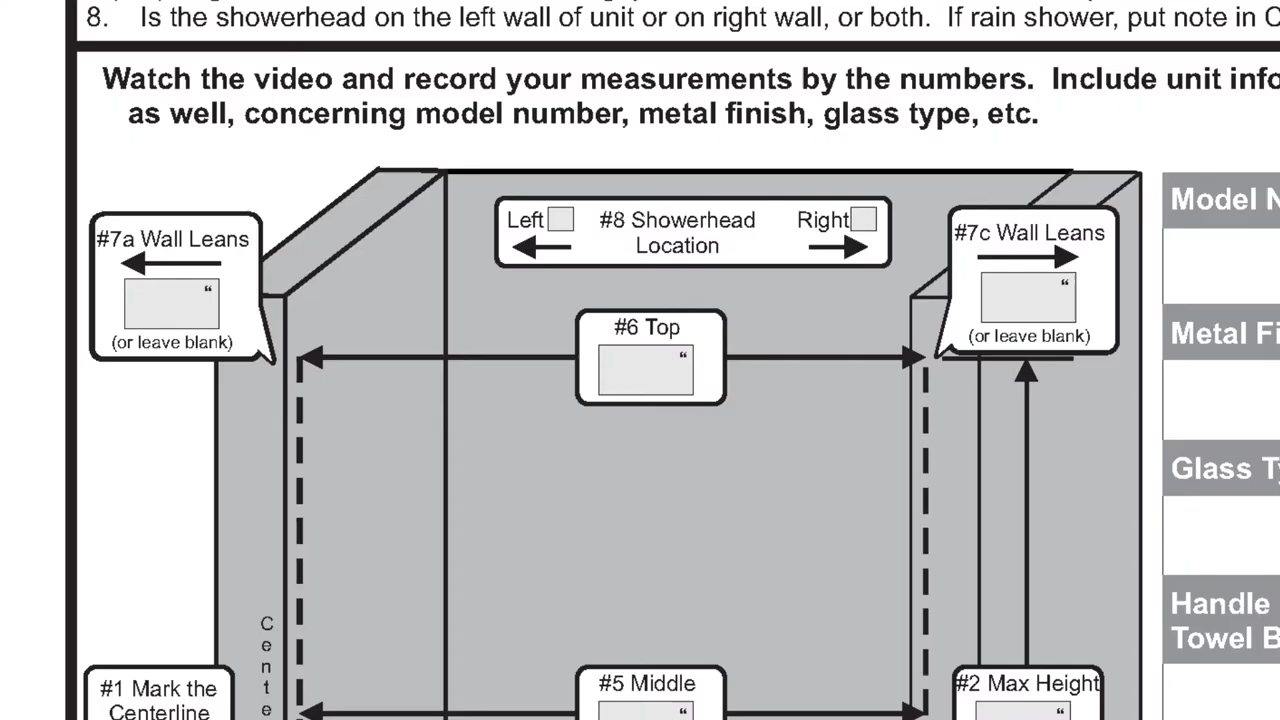 8. Is the showerhead on the left wall of unit or on right wall, or both. If rain shower, put note in
Watch the video and record your measurements by the numbers. Include unit info
as well, concerning model number, metal finish, glass type, etc.
#7a Wall Leans
“
(or leave blank)
Left #8 Showerhead Right
Location
#7c Wall Leans
“
(or leave blank)
#6 Top
“
Model N
Metal Fi
Glass Ty
Handle
Towel B
C
e
n
t
e
#1 Mark the
Centerline
#5 Middle
“
#2 Max Height
“